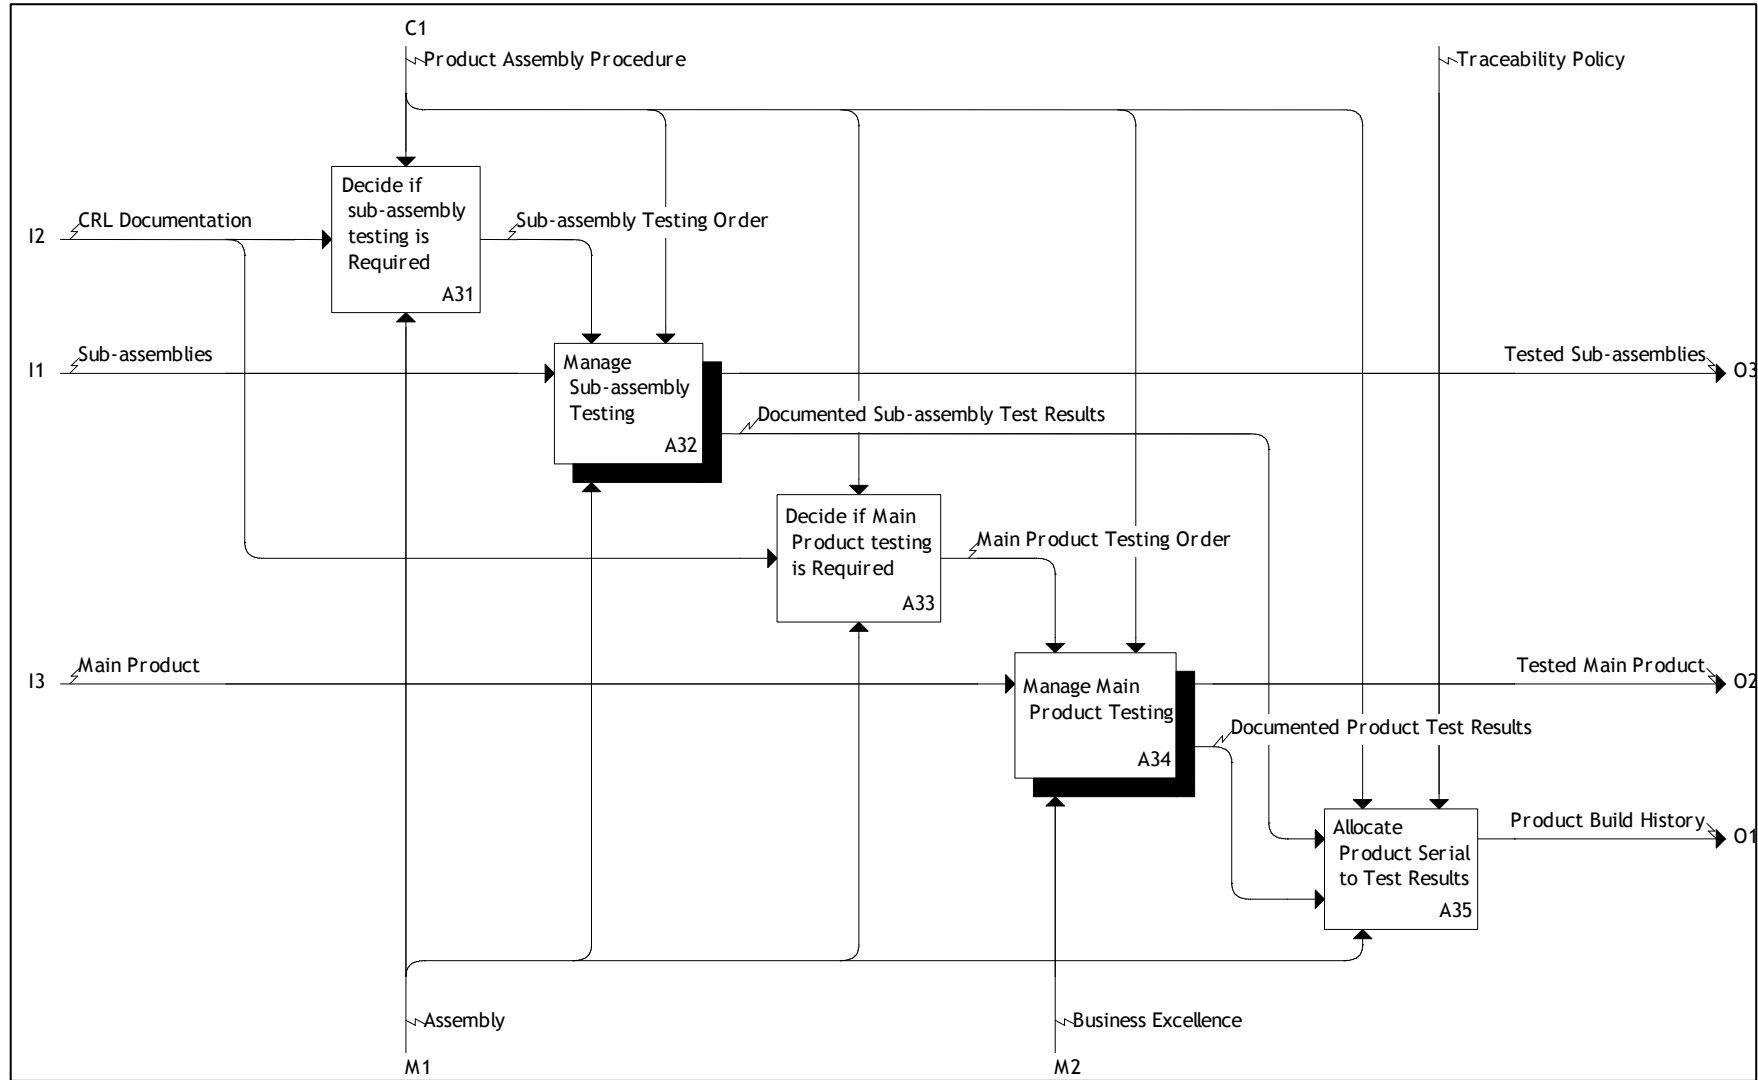 C1
Product Assembly Procedure
Traceability Policy
Decide if
sub-assembly
testing is
Required
A31
I2
CRL Documentation
Sub-assembly Testing Order
I1
Sub-assemblies
Manage
Sub-assembly
Testing
A32
Tested Sub-assemblies
O3
Documented Sub-assembly Test Results
Decide if Main
Product testing
is Required
A33
Main Product Testing Order
I3
Main Product
Manage Main
Product Testing
A34
Tested Main Product
O2
Documented Product Test Results
Allocate
Product Serial
to Test Results
A35
Product Build History
O1
Assembly
M1
Business Excellence
M2